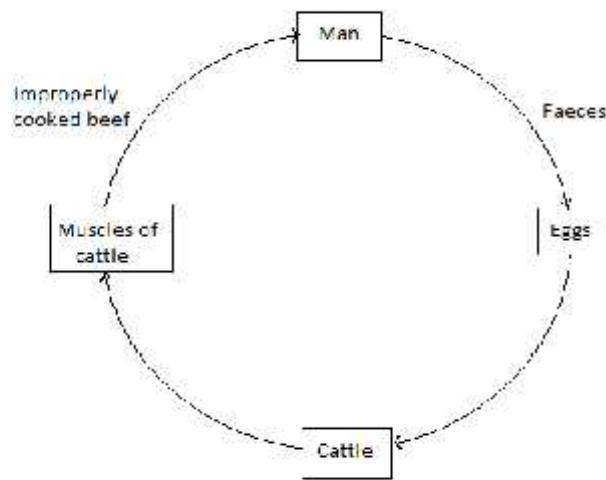 Man
Improperly
cooked beef
Faeces
Muscles of
cattle
Eggs
Cattle